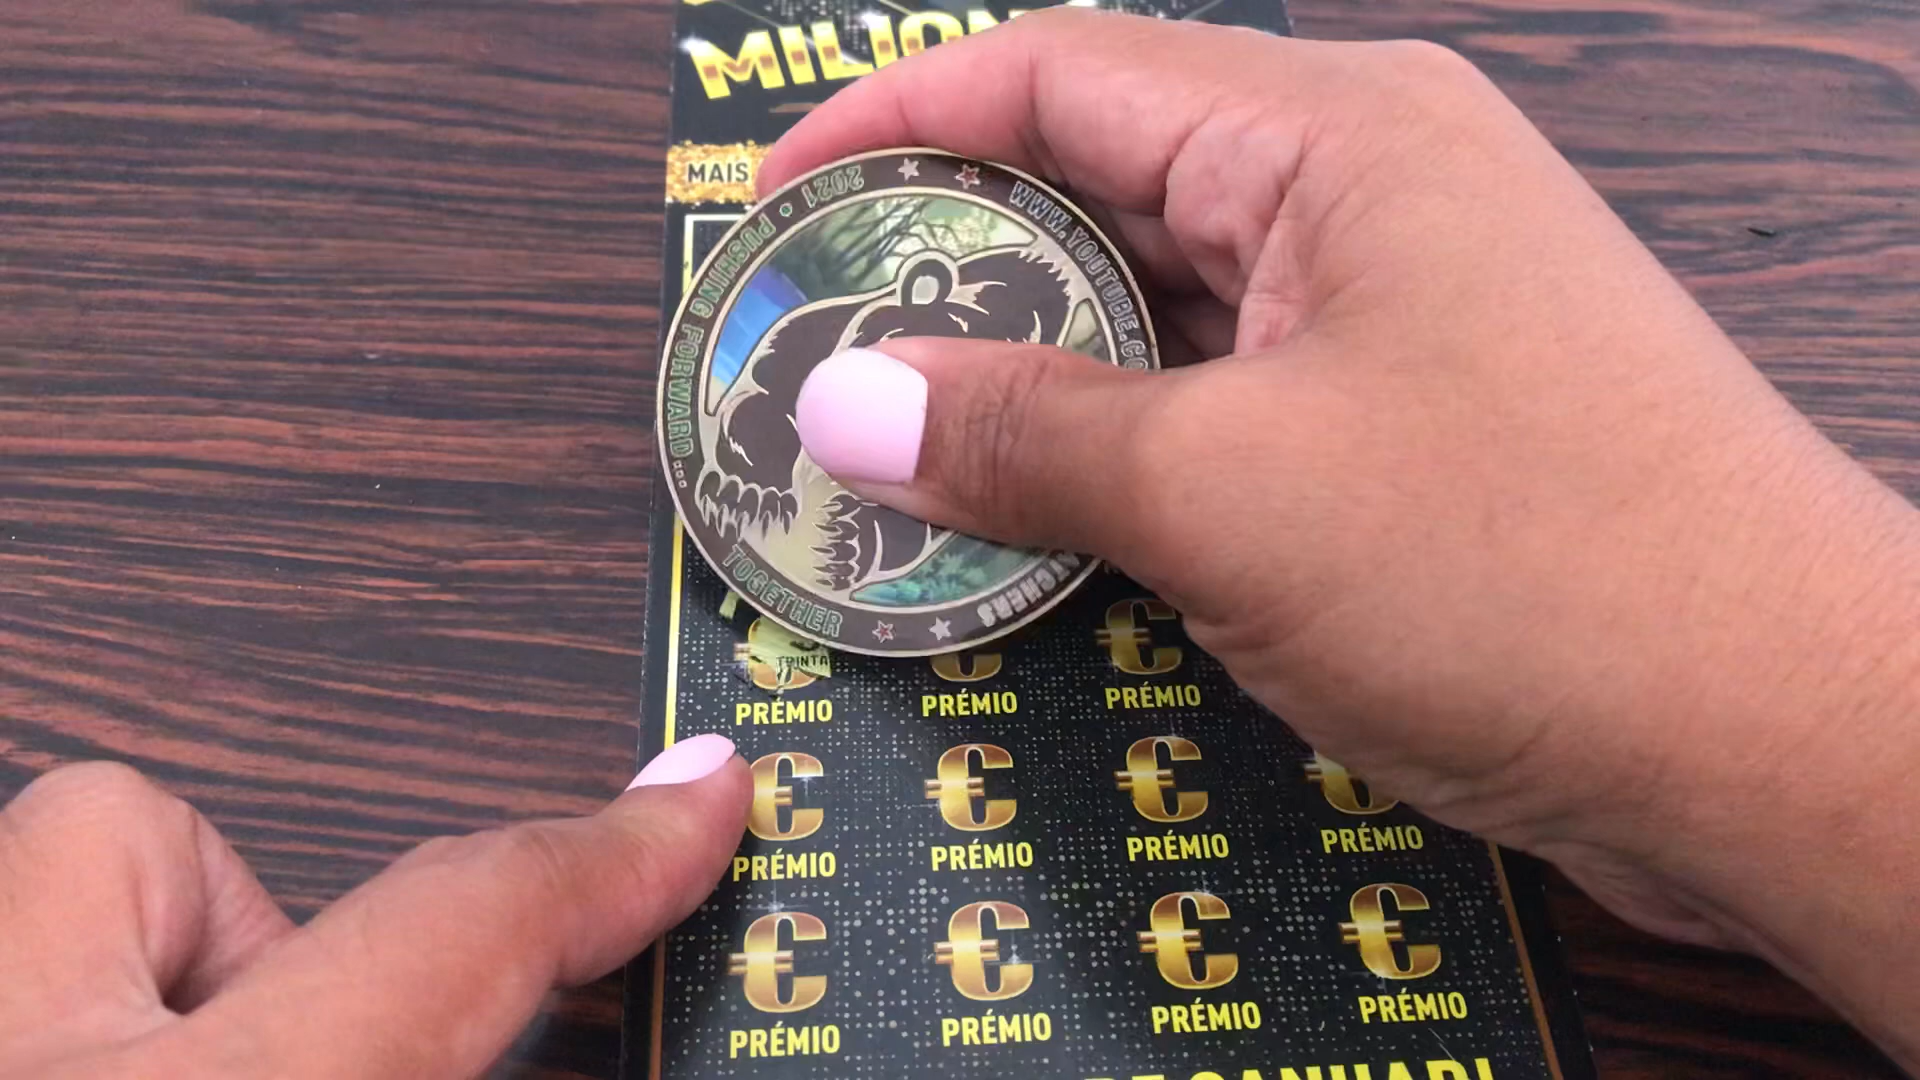 MAIS
2021 • PUSHING FORWARD... TOGETHER
WWW.YOUTUBE.CO
TRINTA
PRÉMIO PRÉMIO PRÉMIO
PRÉMIO PRÉMIO PRÉMIO PRÉMIO
PRÉMIO PRÉMIO PRÉMIO PRÉMIO